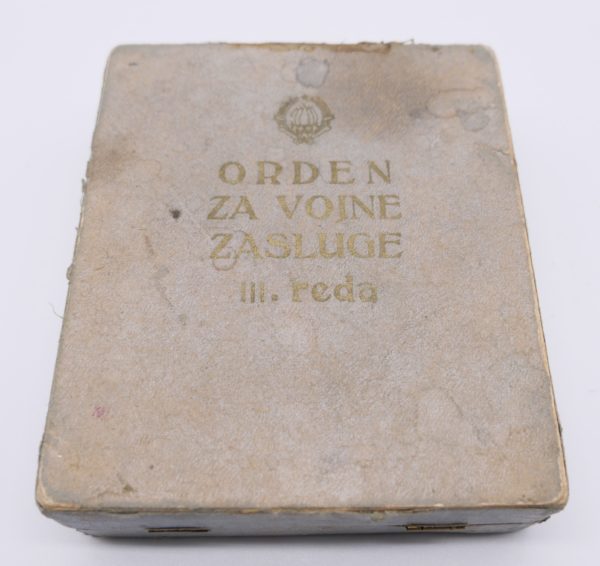 ORDEN
ZA VOJNE
ZASLUGE
III. reda